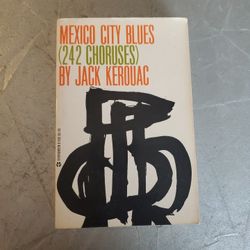 MEXICO CITY BLUES
(242 CHORUSES)
BY JACK KEROUAC